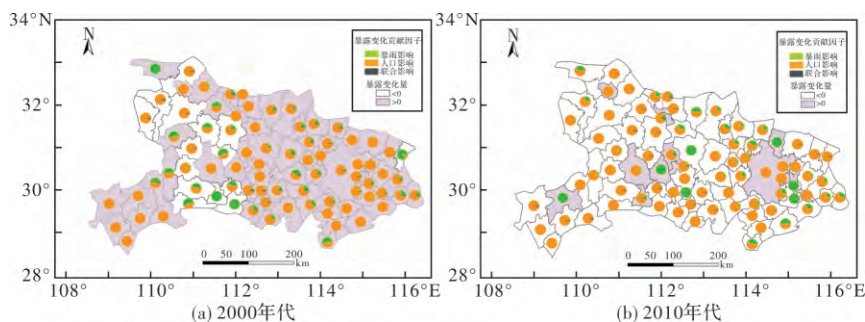 34°N
32°
30°
28°
N
暴露变化贡献因子
暴雨影响
人口影响
联合影响
暴露变化量
<0
>0
0 50 100 200
km
108° 110° 112° 114° 116°E
(a) 2000年代
34°N
32°
30°
28°
N
暴露变化贡献因子
暴雨影响
人口影响
联合影响
暴露变化量
<0
>0
0 50 100 200
km
108° 110° 112° 114° 116°E
(b) 2010年代